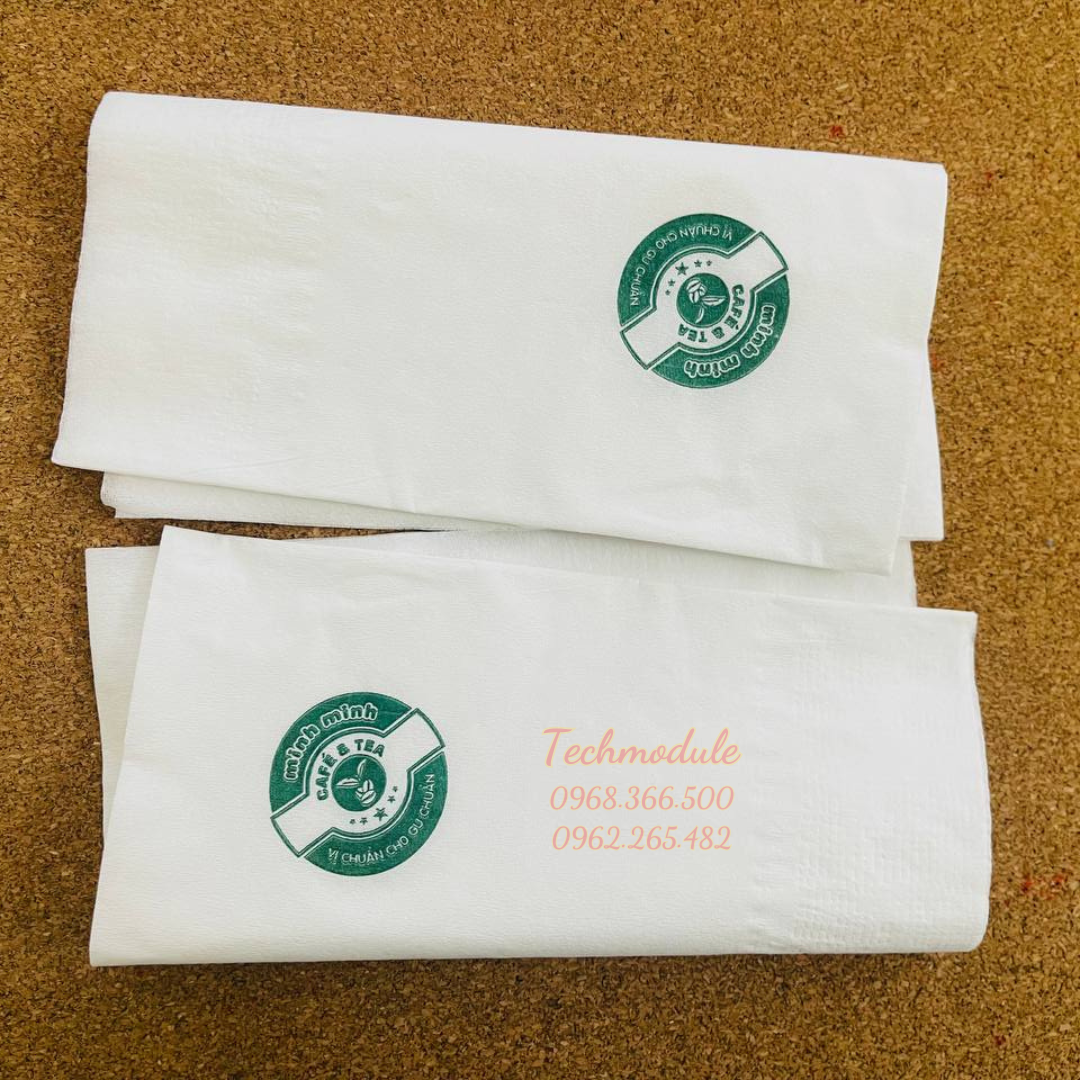 VỊ CHUẨN CHO GU CHUẨN
CAFÉ & TEA
minh minh
minh minh
CAFÉ & TEA
VỊ CHUẨN CHO GU CHUẨN
Techmodule
0968.366.500
0962.265.482